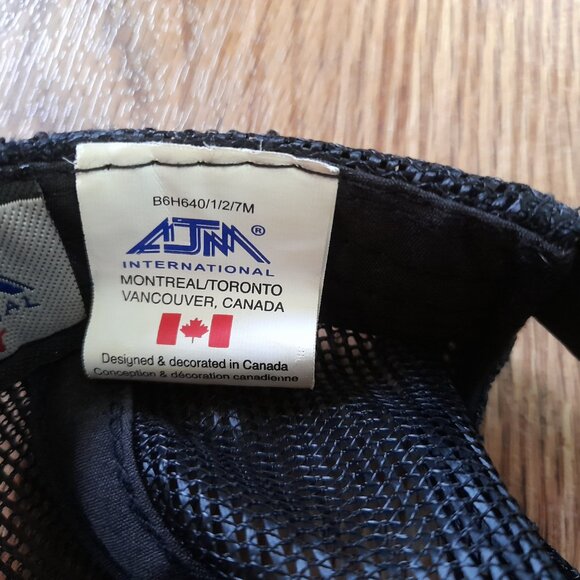 B6H640/1/2/7M
AJM ®
INTERNATIONAL
MONTREAL/TORONTO
VANCOUVER, CANADA
Designed & decorated in Canada
Conception & décoration canadienne